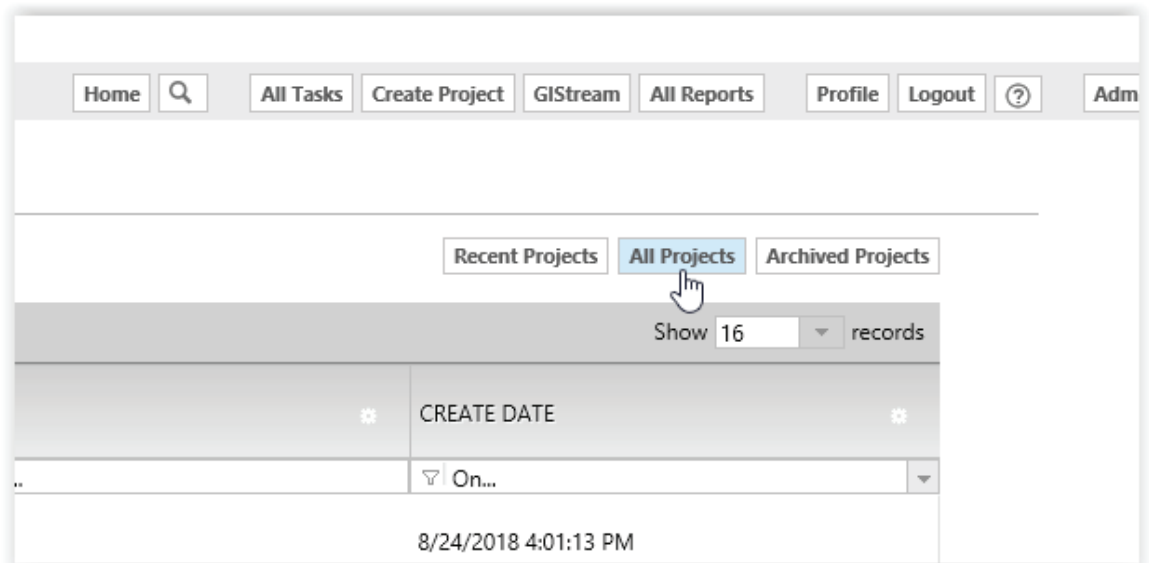 Home All Tasks Create Project GIStream All Reports Profile Logout ? Adm
Recent Projects All Projects Archived Projects
Show 16 records
CREATE DATE
.. On...
8/24/2018 4:01:13 PM